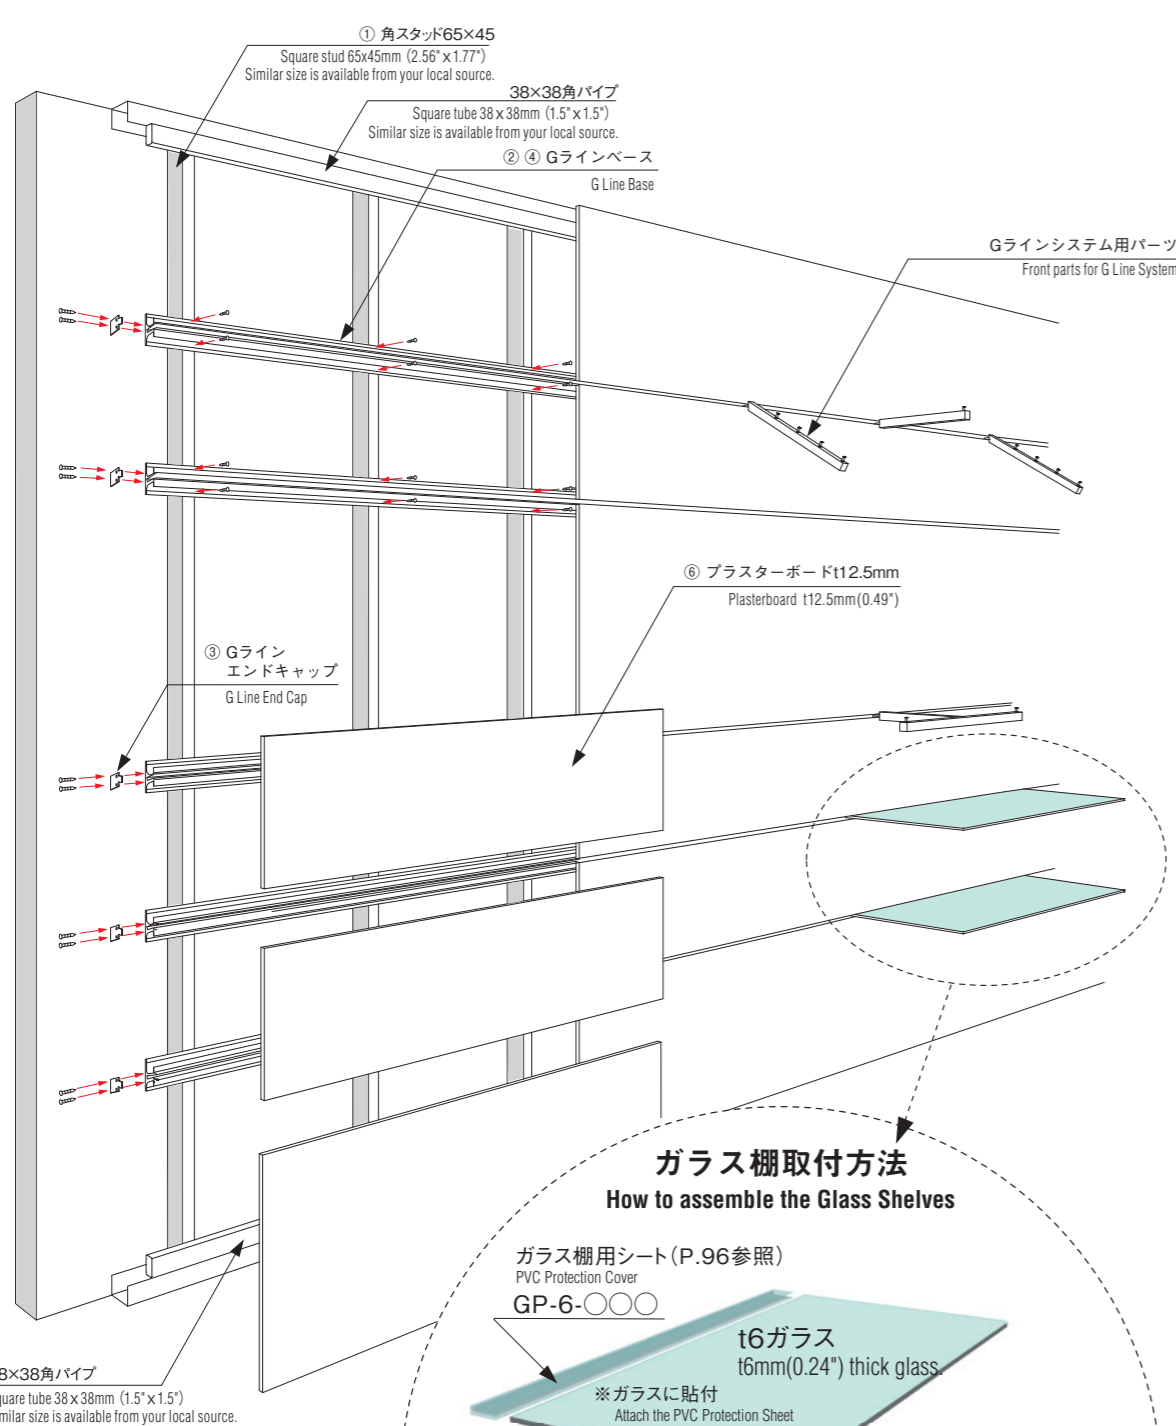 ① 角スタッド65×45
Square stud 65x45mm (2.56" x 1.77")
Similar size is available from your local source.
38×38角パイプ
Square tube 38 x 38mm (1.5" x 1.5")
Similar size is available from your local source.
② ④ Gラインベース
G Line Base
Gラインシステム用パーツ
Front parts for G Line System
⑥ プラスターボードt12.5mm
Plasterboard t12.5mm(0.49")
③ Gライン
エンドキャップ
G Line End Cap
ガラス棚取付方法
How to assemble the Glass Shelves
ガラス棚用シート(P.96参照)
PVC Protection Cover
GP-6-○○○
t6ガラス
t6mm(0.24") thick glass.
※ガラスに貼付
Attach the PVC Protection Sheet
8×38角パイプ
quare tube 38 x 38mm (1.5" x 1.5")
milar size is available from your local source.